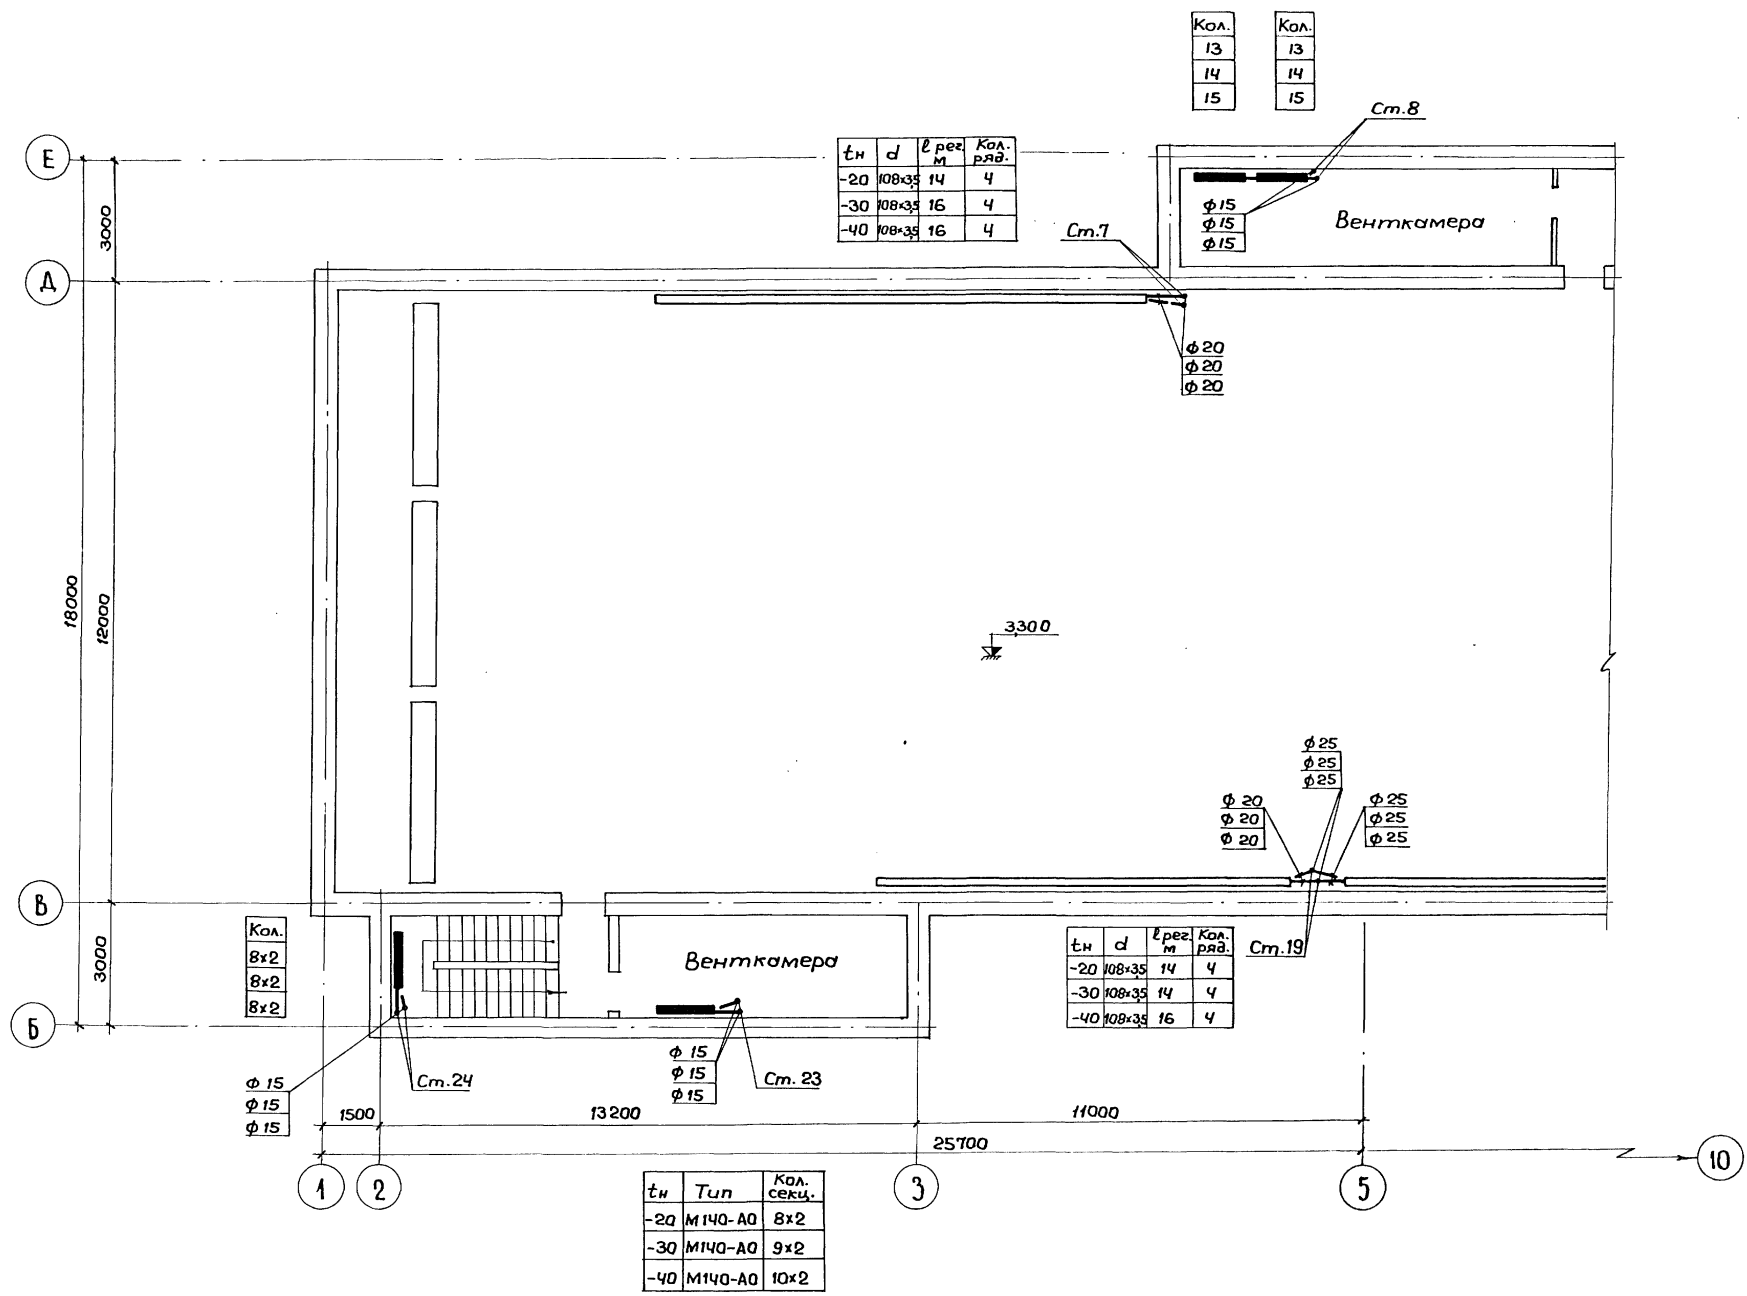 Кол. Кол.
13 13
14 14
15 15
Ст.8
Е
tн d ℓ рег. м Кол. ряд.
-20 108×3,5 14 4
-30 108×3,5 16 4
-40 108×3,5 16 4
Ст.7
ϕ15
ϕ15
ϕ15
Венткамера
3000
Д
ϕ20
ϕ20
ϕ20
18000
12000
3,300
ϕ25
ϕ25
ϕ25
ϕ20
ϕ20
ϕ20
ϕ25
ϕ25
ϕ25
В
Кол.
8×2
8×2
8×2
Венткамера
tн d ℓ рег. м Кол. ряд.
-20 108×3,5 14 4
-30 108×3,5 14 4
-40 108×3,5 16 4
Ст.19
3000
Б
ϕ15
ϕ15
ϕ15
Ст.24
ϕ15
ϕ15
ϕ15
Ст. 23
1500 13200 11000
25700
1 2 3 5 10
tн Тип Кол. секц.
-20 М140-АО 8×2
-30 М140-АО 9×2
-40 М140-АО 10×2